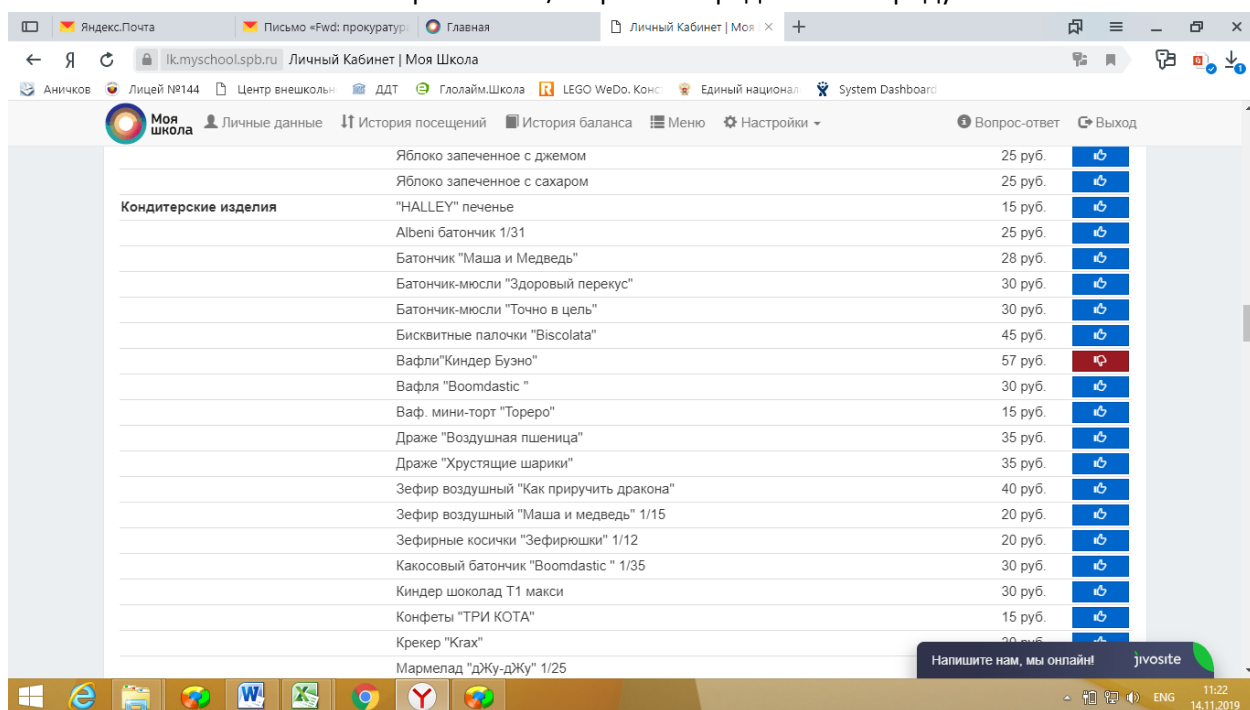 Яндекс.Почта
Письмо «Fwd: прокуратур
Главная
Личный Кабинет | Моя
lk.myschool.spb.ru Личный Кабинет | Моя Школа
Аничков
Лицей №144
Центр внешкольн
ДДТ
Глолайм.Школа
LEGO WeDo. Конс
Единый национал
System Dashboard
Моя школа
Личные данные
История посещений
История баланса
Меню
Настройки
Вопрос-ответ
Выход
Яблоко запеченное с джемом 25 руб.
Яблоко запеченное с сахаром 25 руб.
Кондитерские изделия "HALLEY" печенье 15 руб.
Albeni батончик 1/31 25 руб.
Батончик "Маша и Медведь" 28 руб.
Батончик-мюсли "Здоровый перекус" 30 руб.
Батончик-мюсли "Точно в цель" 30 руб.
Бисквитные палочки "Biscolata" 45 руб.
Вафли"Киндер Буэно" 57 руб.
Вафля "Boomdastic " 30 руб.
Ваф. мини-торт "Тореро" 15 руб.
Драже "Воздушная пшеница" 35 руб.
Драже "Хрустящие шарики" 35 руб.
Зефир воздушный "Как приручить дракона" 40 руб.
Зефир воздушный "Маша и медведь" 1/15 20 руб.
Зефирные косички "Зефирюшки" 1/12 20 руб.
Какосовый батончик "Boomdastic " 1/35 30 руб.
Киндер шоколад Т1 макси 30 руб.
Конфеты "ТРИ КОТА" 15 руб.
Крекер "Krax"
Мармелад "дЖу-дЖу" 1/25
Напишите нам, мы онлайн! jivosite
ENG 11:22
14.11.2019